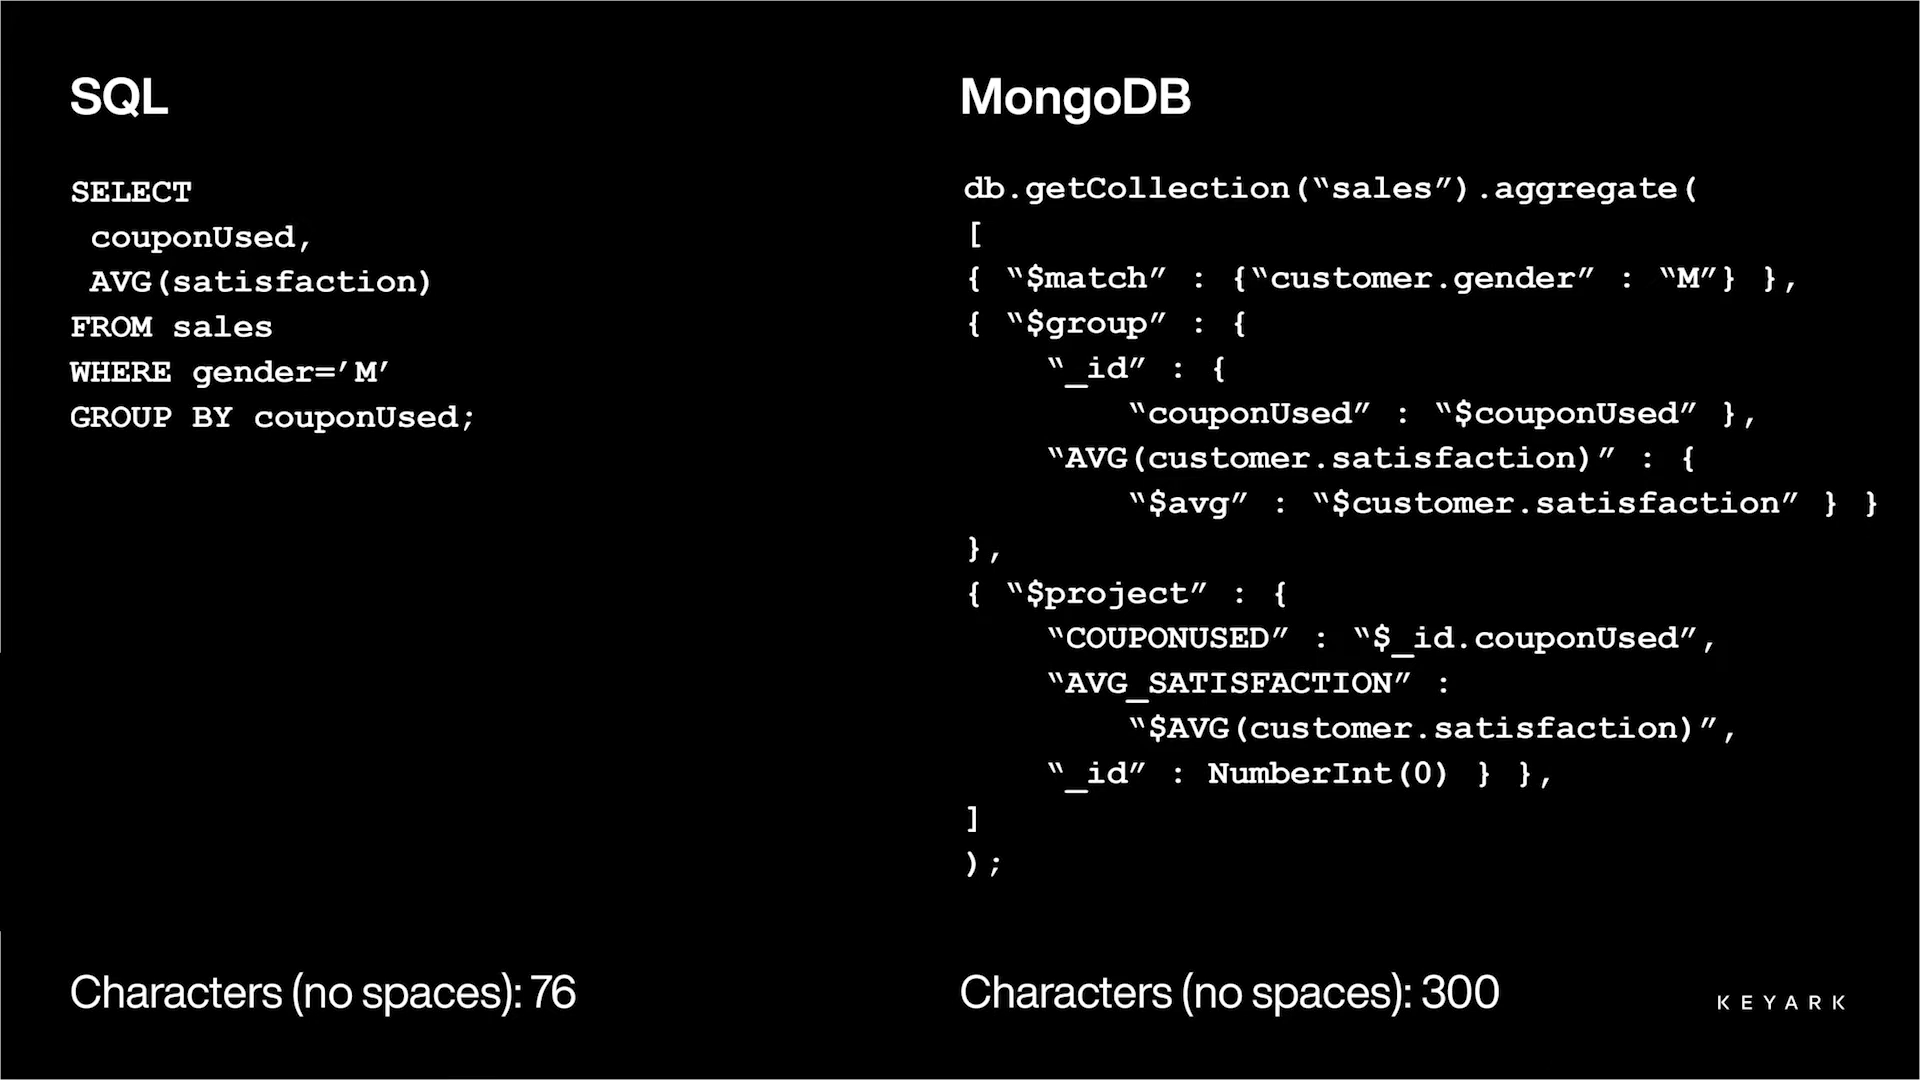 SQL
SELECT
couponUsed,
AVG(satisfaction)
FROM sales
WHERE gender=’M’
GROUP BY couponUsed;
Characters (no spaces): 76
MongoDB
db.getCollection(“sales”).aggregate(
[
{ “$match” : {“customer.gender” : “M”} },
{ “$group” : {
“_id” : {
“couponUsed” : “$couponUsed” },
“AVG(customer.satisfaction)” : {
“$avg” : “$customer.satisfaction” } }
},
{ “$project” : {
“COUPONUSED” : “$_id.couponUsed”,
“AVG_SATISFACTION” :
“$AVG(customer.satisfaction)”,
“_id” : NumberInt(0) } },
]
);
Characters (no spaces): 300
KEYARK